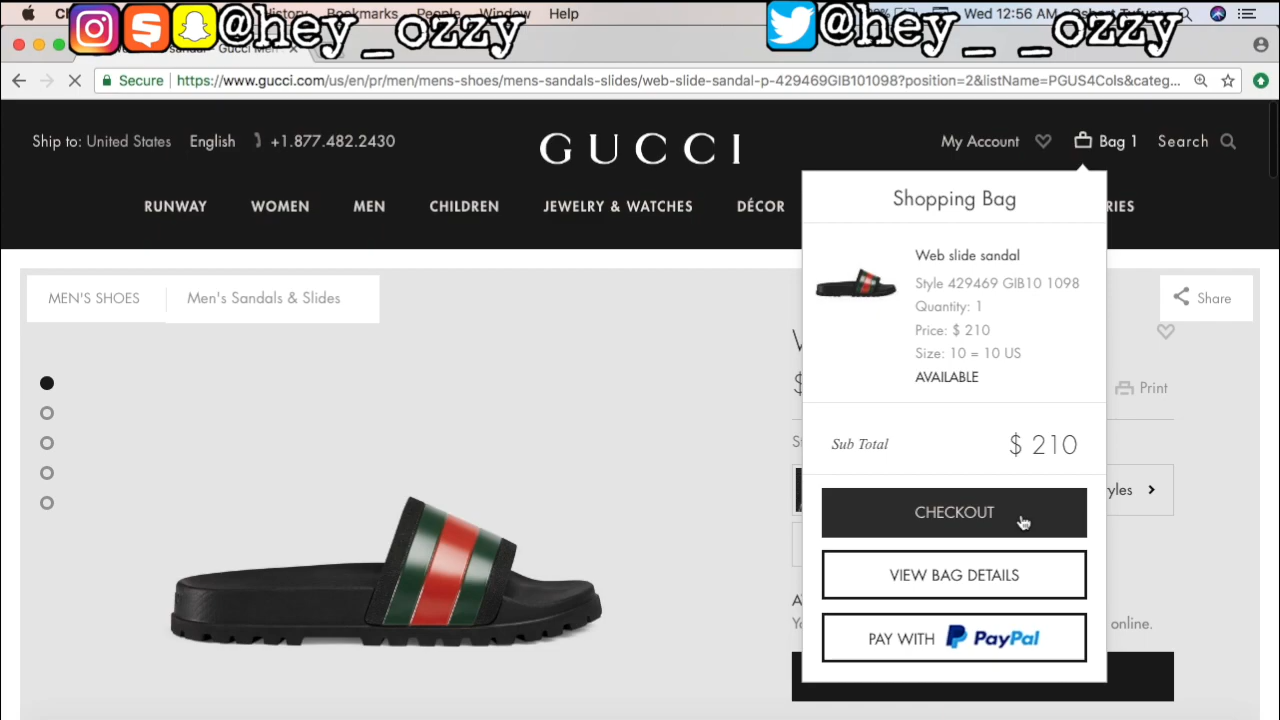 History Bookmarks People Window Help
Wed 12:56 AM
@hey_ozzy
@hey_ _ozzy
Secure https://www.gucci.com/us/en/pr/men/mens-shoes/mens-sandals-slides/web-slide-sandal-p-429469GIB101098?position=2&listName=PGUS4Cols&categ...
Ship to: United States English +1.877.482.2430
GUCCI
My Account Bag 1 Search
RUNWAY WOMEN MEN CHILDREN JEWELRY & WATCHES DÉCOR RIES
Shopping Bag
Web slide sandal
Style 429469 GIB10 1098
Quantity: 1
Price: $ 210
Size: 10 = 10 US
AVAILABLE
Sub Total $ 210
CHECKOUT
VIEW BAG DETAILS
PAY WITH PayPal
MEN'S SHOES Men's Sandals & Slides
Share
Print
yles
online.